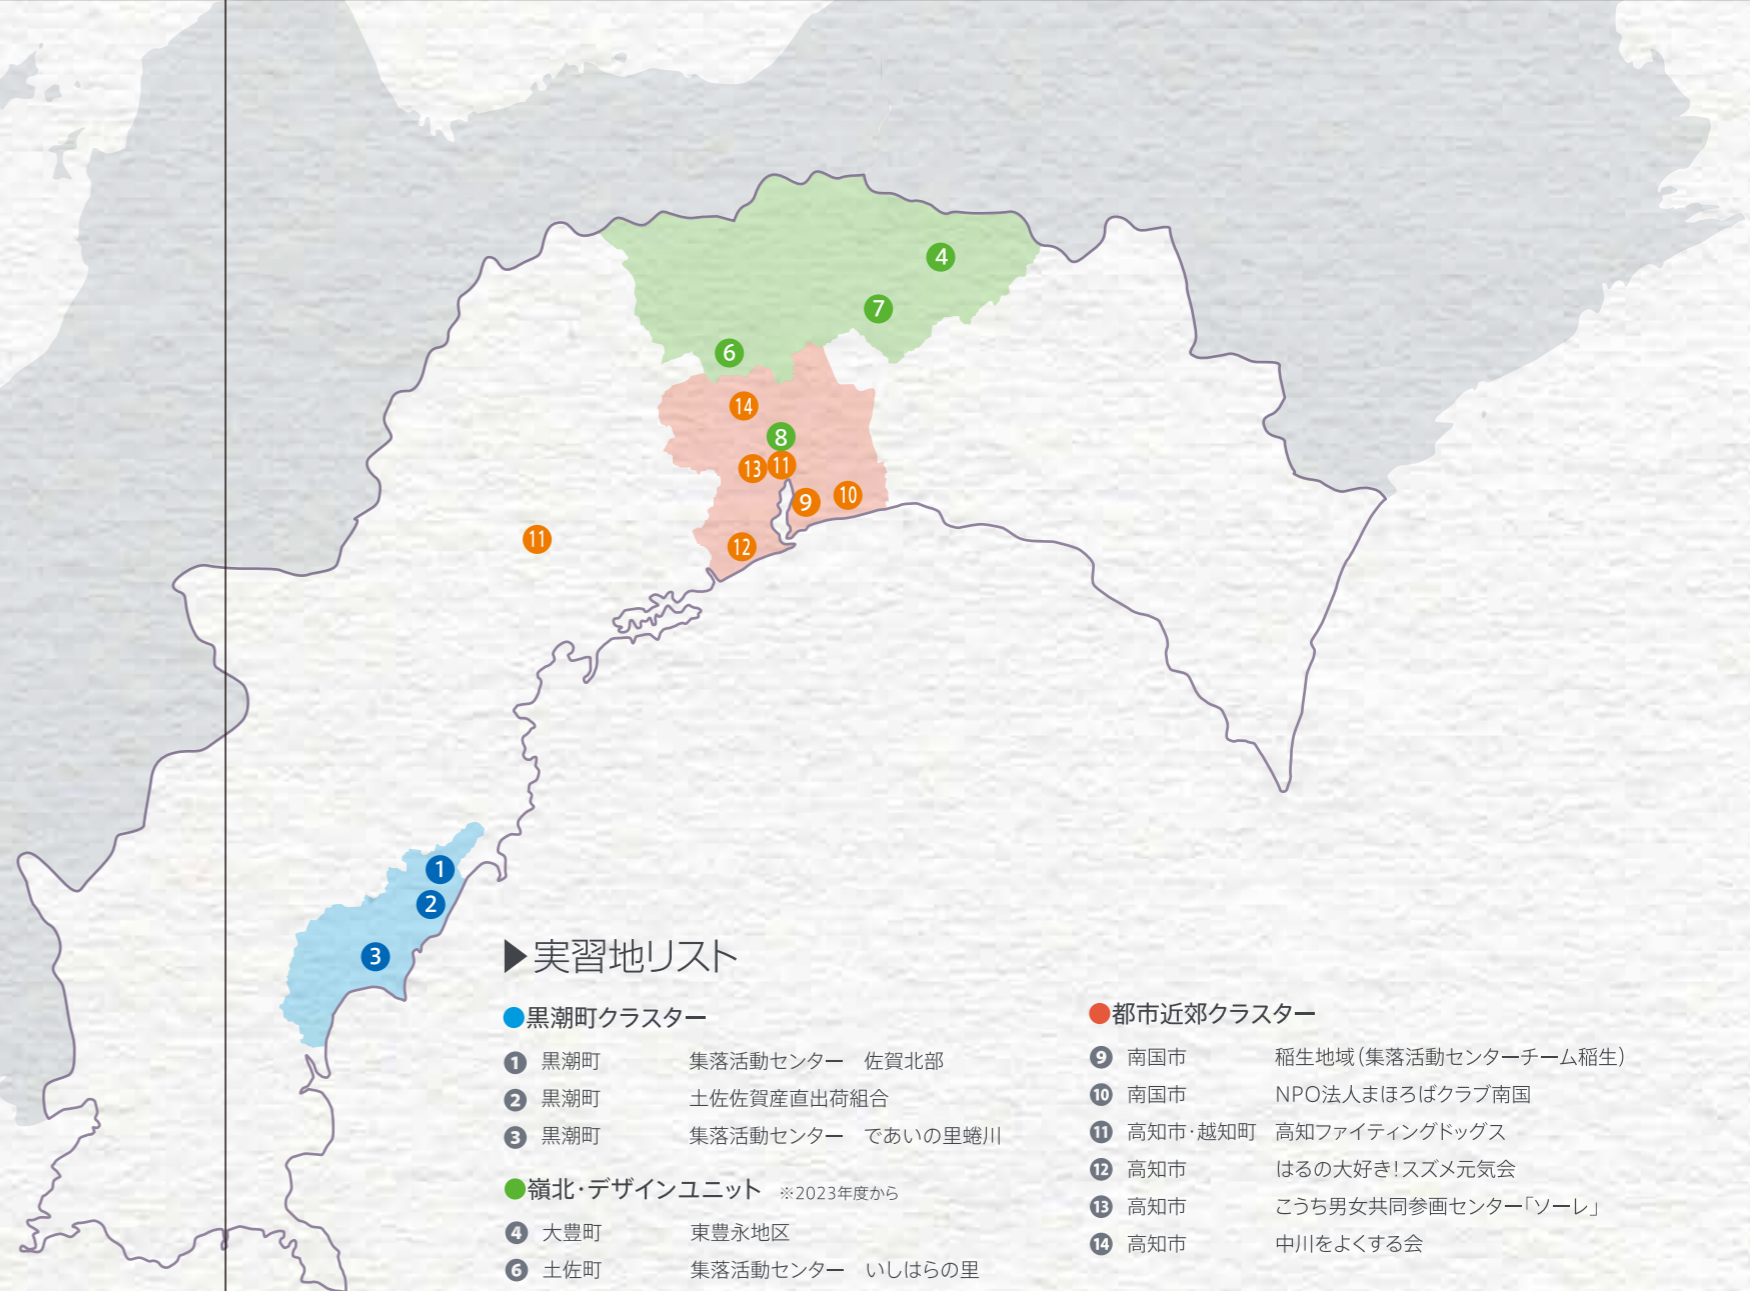 4
7
6
14
8
13 11
9 10
11
12
1
2
3
▶実習地リスト
●黒潮町クラスター
1 黒潮町 集落活動センター 佐賀北部
2 黒潮町 土佐佐賀産直出荷組合
3 黒潮町 集落活動センター であいの里蜷川
●嶺北・デザインユニット ※2023年度から
4 大豊町 東豊永地区
6 土佐町 集落活動センター いしはらの里
●都市近郊クラスター
9 南国市 稲生地域(集落活動センターチーム稲生)
10 南国市 NPO法人まほろばクラブ南国
11 高知市・越知町 高知ファイティングドッグス
12 高知市 はるの大好き!スズメ元気会
13 高知市 こうち男女共同参画センター「ソーレ」
14 高知市 中川をよくする会